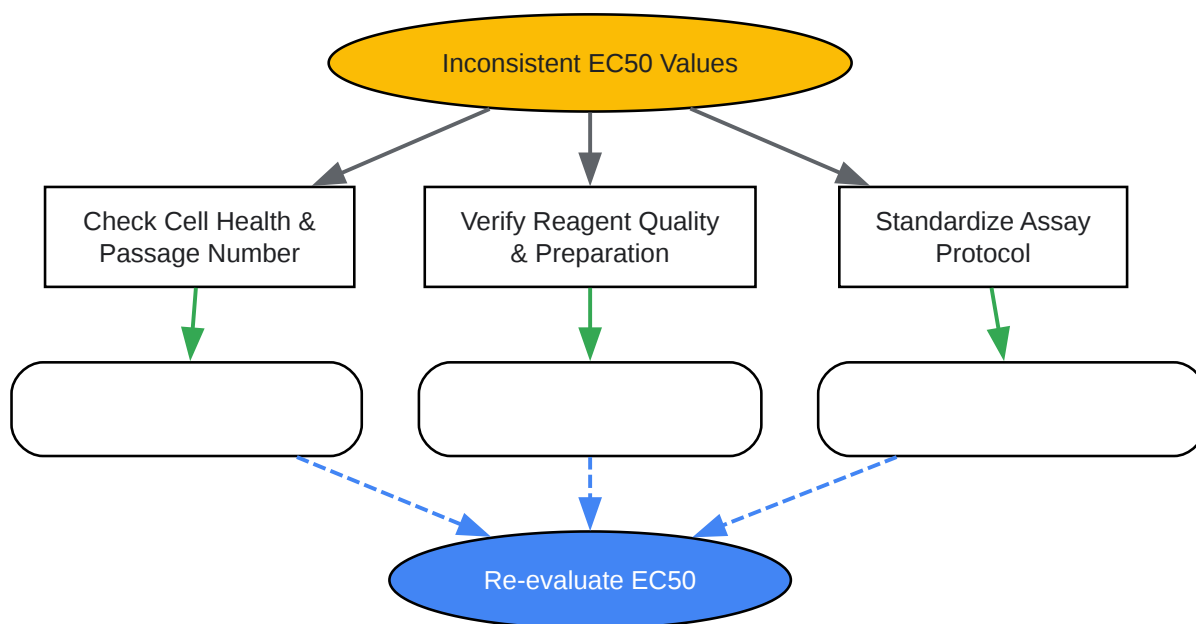 Inconsistent EC50 Values
Check Cell Health &
Passage Number
Verify Reagent Quality
& Preparation
Standardize Assay
Protocol
Re-evaluate EC50